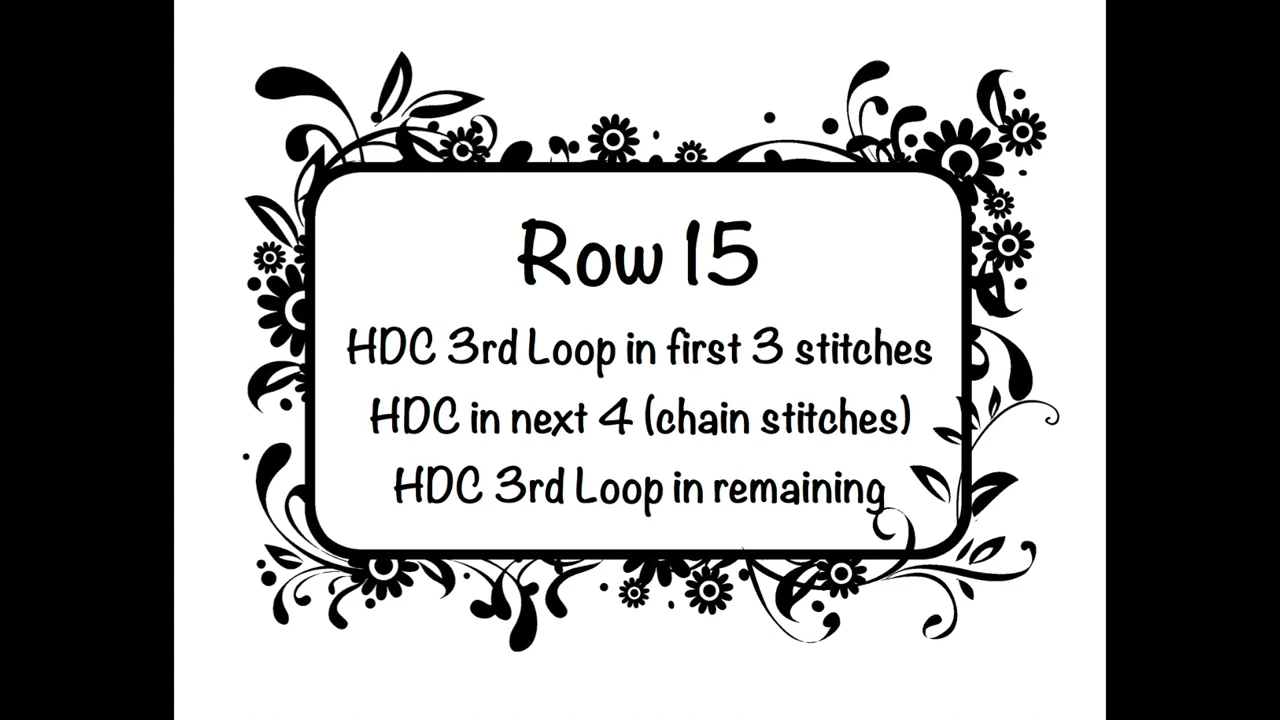 Row 15
HDC 3rd Loop in first 3 stitches
HDC in next 4 (chain stitches)
HDC 3rd Loop in remaining